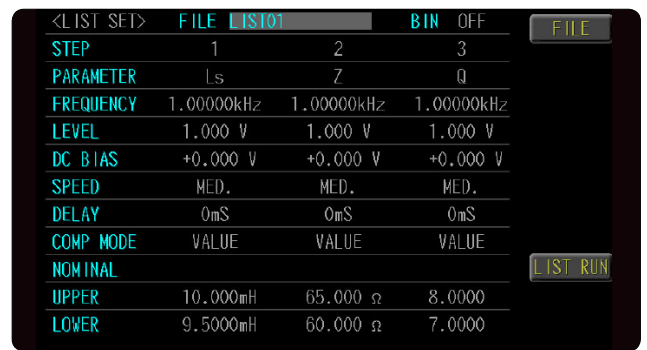 <LIST SET> FILE LIST01 BIN OFF FILE
STEP 1 2 3
PARAMETER Ls Z Q
FREQUENCY 1.00000kHz 1.00000kHz 1.00000kHz
LEVEL 1.000 V 1.000 V 1.000 V
DC BIAS +0.000 V +0.000 V +0.000 V
SPEED MED. MED. MED.
DELAY 0mS 0mS 0mS
COMP MODE VALUE VALUE VALUE
NOMINAL LIST RUN
UPPER 10.000mH 65.000 Ω 8.0000
LOWER 9.5000mH 60.000 Ω 7.0000